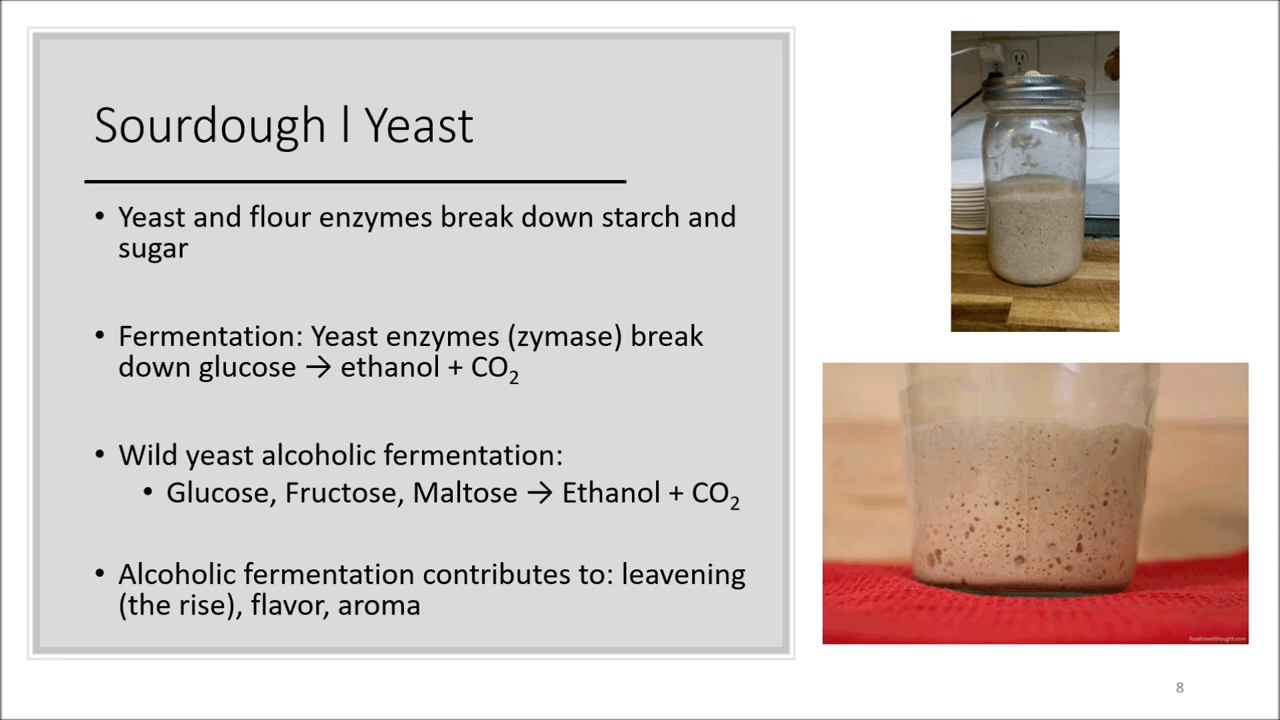 Sourdough l Yeast
• Yeast and flour enzymes break down starch and
sugar
• Fermentation: Yeast enzymes (zymase) break
down glucose → ethanol + CO₂
• Wild yeast alcoholic fermentation:
• Glucose, Fructose, Maltose → Ethanol + CO₂
• Alcoholic fermentation contributes to: leavening
(the rise), flavor, aroma
foodtravelthought.com
8